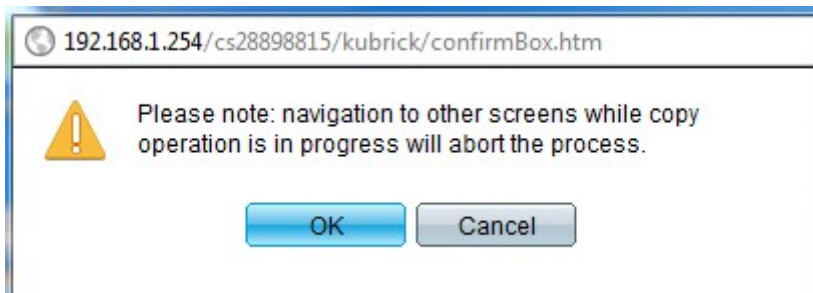 192.168.1.254/cs28898815/kubrick/confirmBox.htm
Please note: navigation to other screens while copy
operation is in progress will abort the process.
OK Cancel